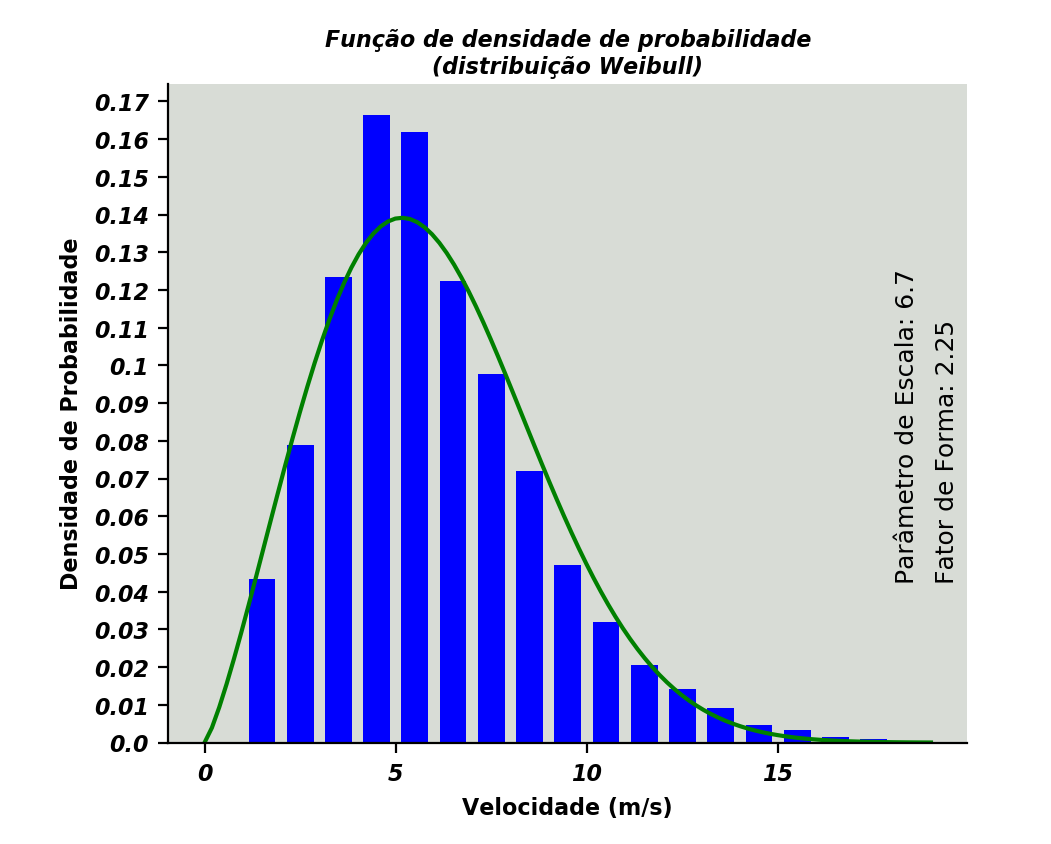 Função de densidade de probabilidade
(distribuição Weibull)
Densidade de Probabilidade
0.17
0.16
0.15
0.14
0.13
0.12
0.11
0.1
0.09
0.08
0.07
0.06
0.05
0.04
0.03
0.02
0.01
0.0
0 5 10 15
Velocidade (m/s)
Parâmetro de Escala: 6.7
Fator de Forma: 2.25